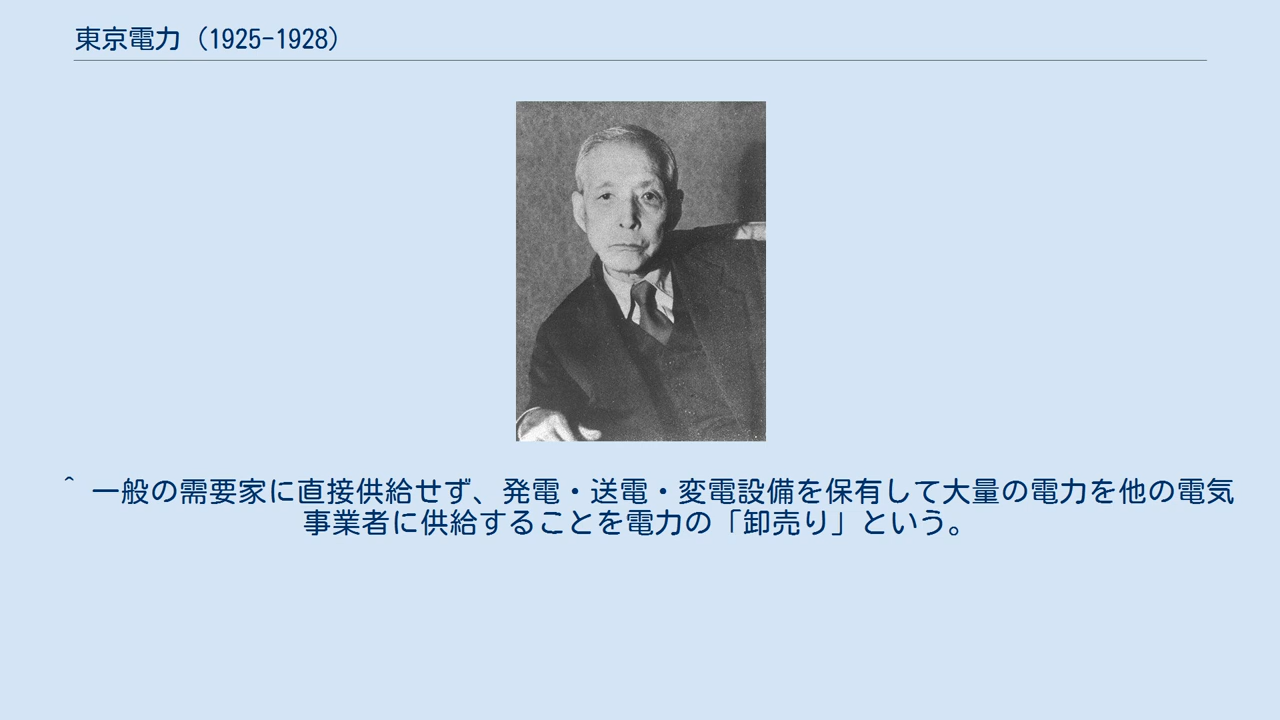 東京電力（1925-1928）
^ 一般の需要家に直接供給せず、発電・送電・変電設備を保有して大量の電力を他の電気
事業者に供給することを電力の「卸売り」という。